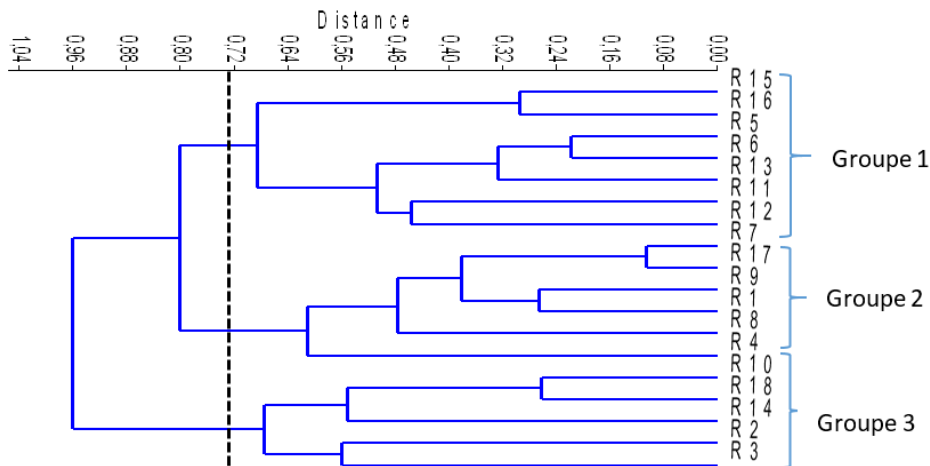 Distance
1,04 0,96 0,88 0,80 0,72 0,64 0,56 0,48 0,40 0,32 0,24 0,16 0,08 0,00
R15
R16
R5
R6
R13
R11
R12
R7
R17
R9
R1
R8
R4
R10
R18
R14
R2
R3
Groupe 1
Groupe 2
Groupe 3